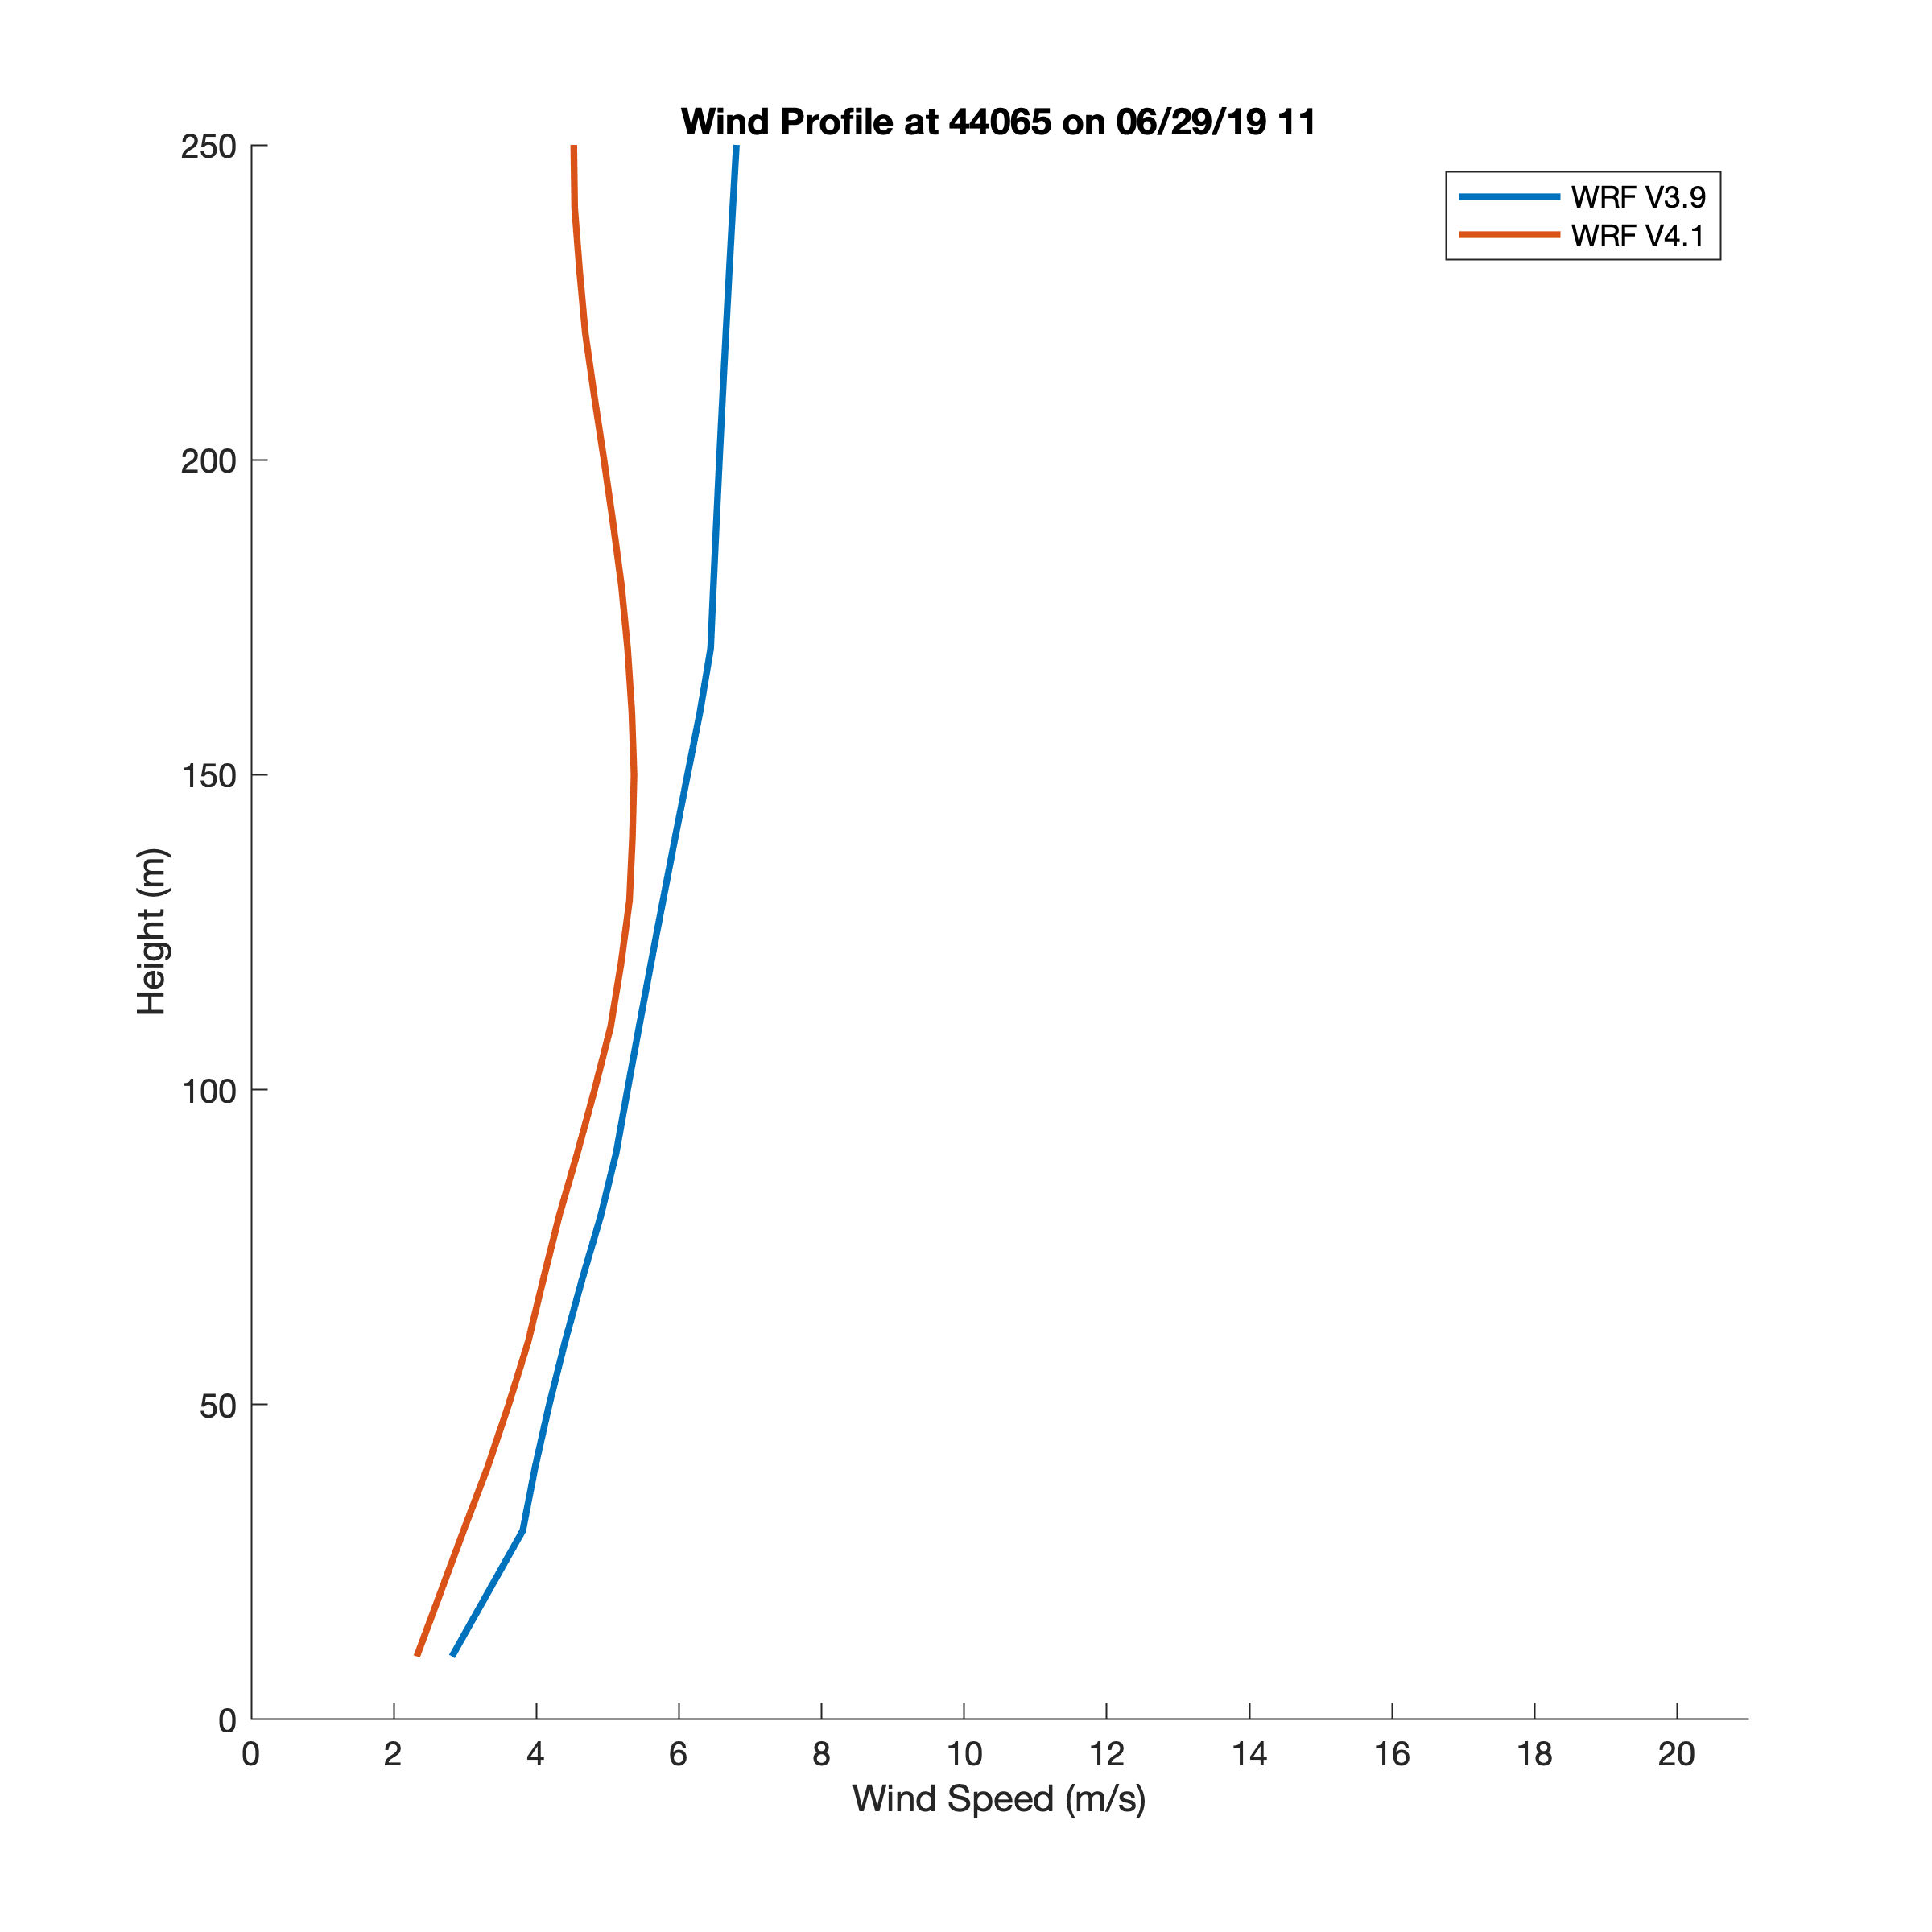 Wind Profile at 44065 on 06/29/19 11
WRF V3.9
WRF V4.1
250
200
150
100
50
0
Height (m)
0 2 4 6 8 10 12 14 16 18 20
Wind Speed (m/s)